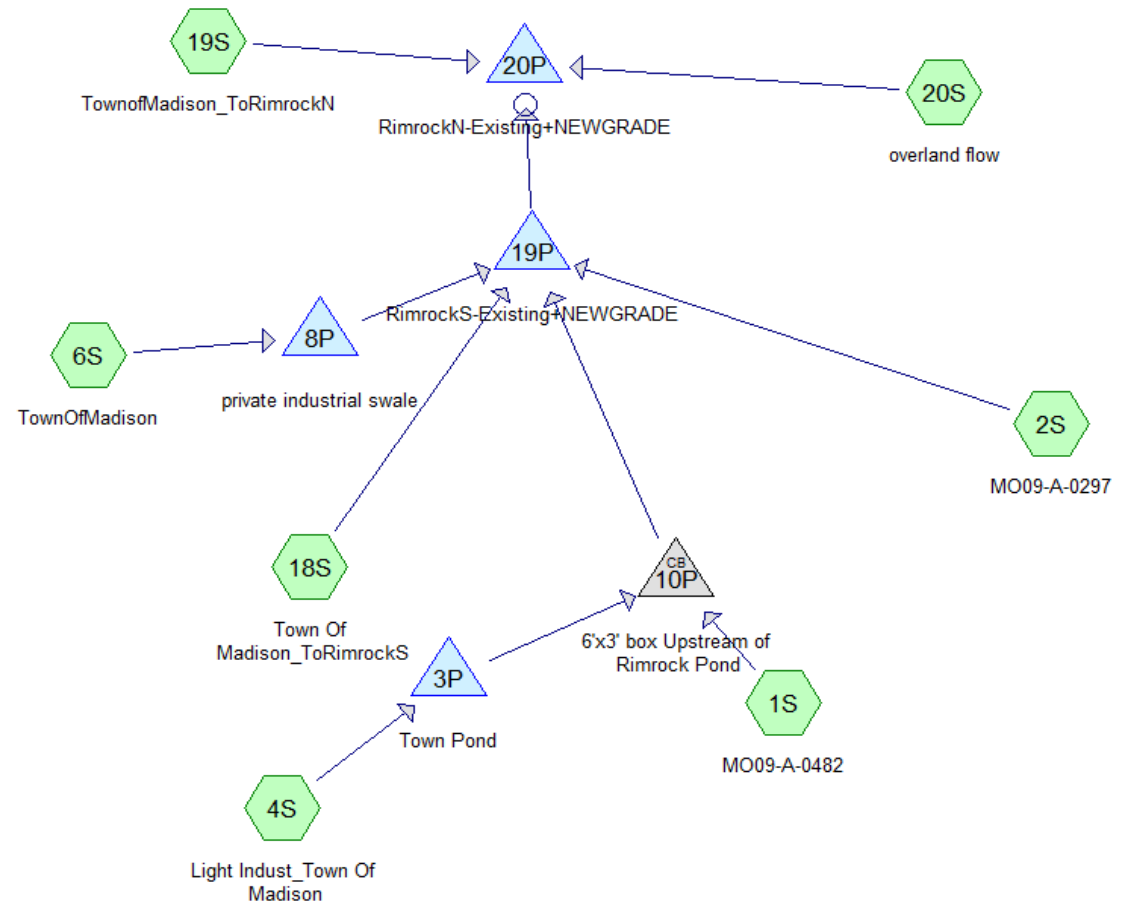 19S
TownofMadison_ToRimrockN
20P
RimrockN-Existing+NEWGRADE
20S
overland flow
19P
RimrockS-Existing+NEWGRADE
8P
private industrial swale
6S
TownOfMadison
2S
MO09-A-0297
18S
Town Of
Madison_ToRimrockS
CB
10P
6'x3' box Upstream of
Rimrock Pond
3P
Town Pond
1S
MO09-A-0482
4S
Light Indust_Town Of
Madison